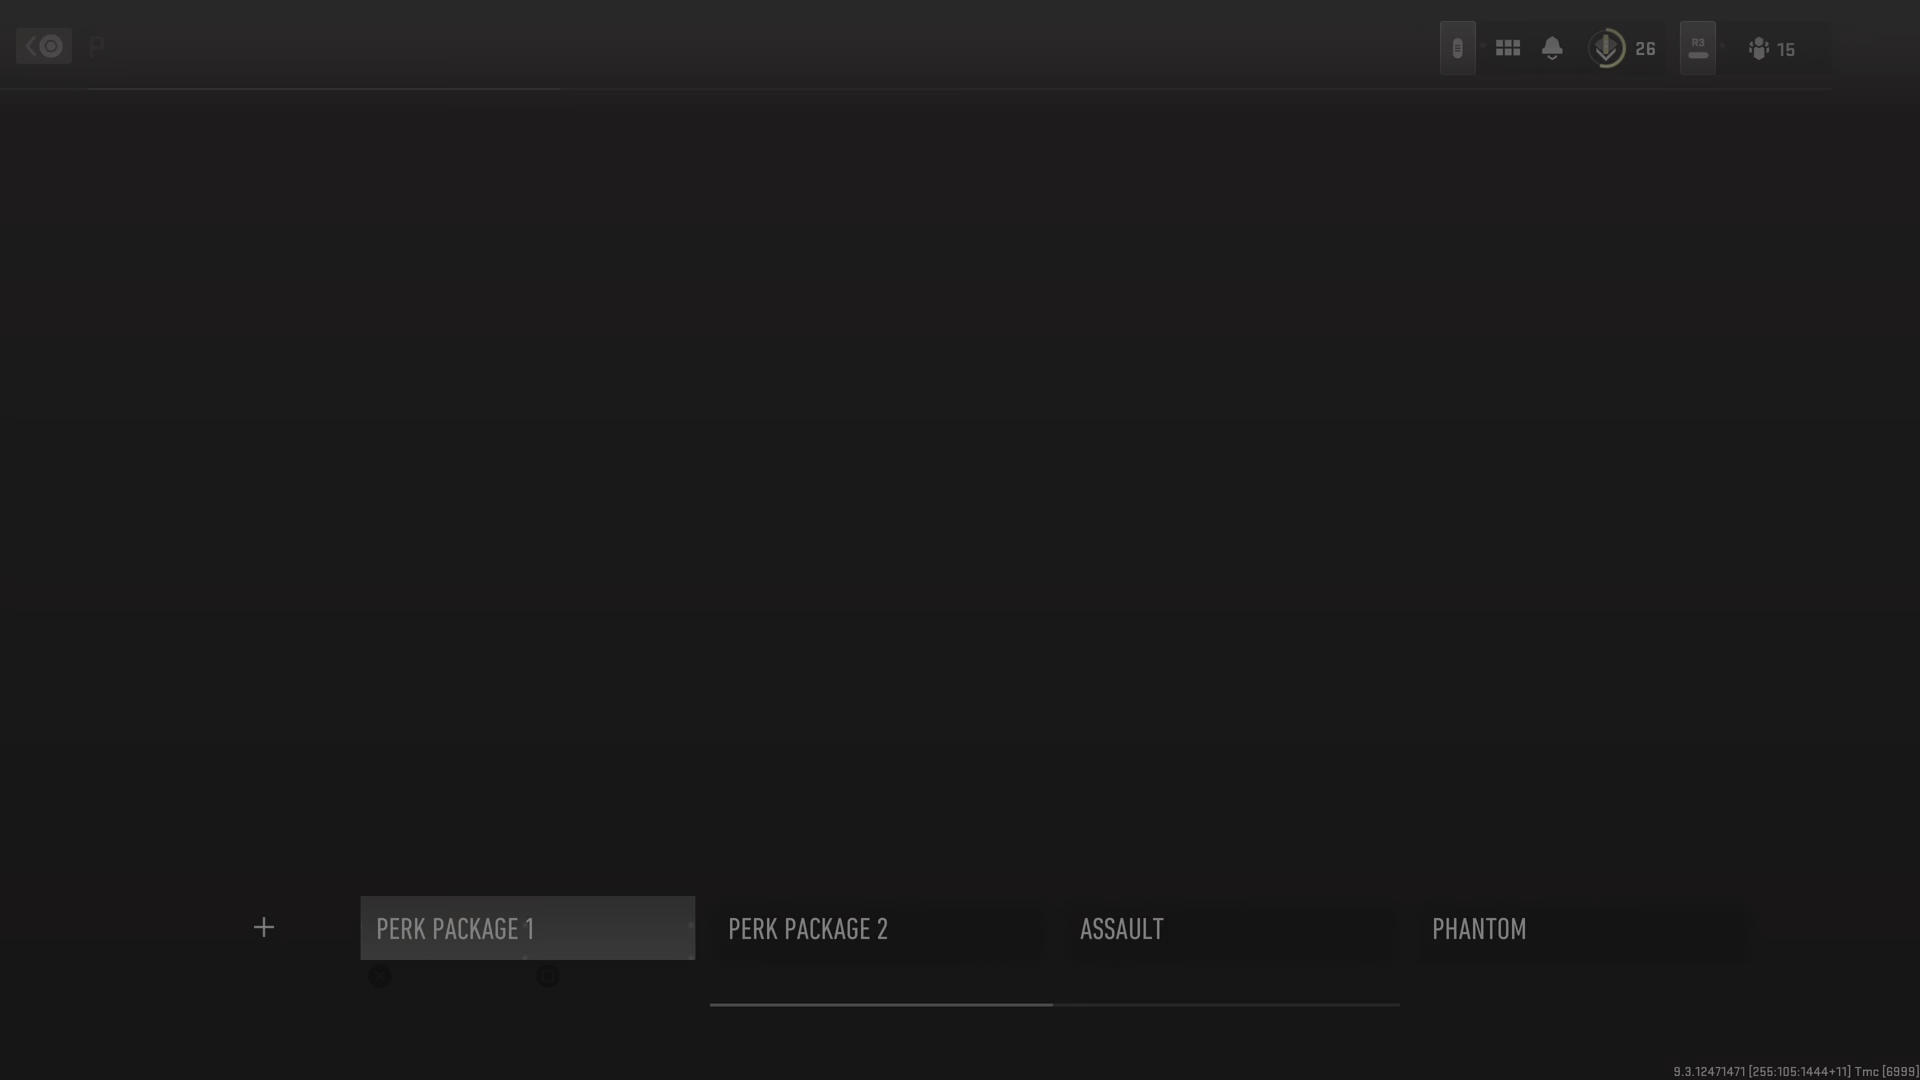 P
26
R3
15
PERK PACKAGE 1
PERK PACKAGE 2
ASSAULT
PHANTOM
9.3.12471471 [255:105:1444+11] Tmc [6999]